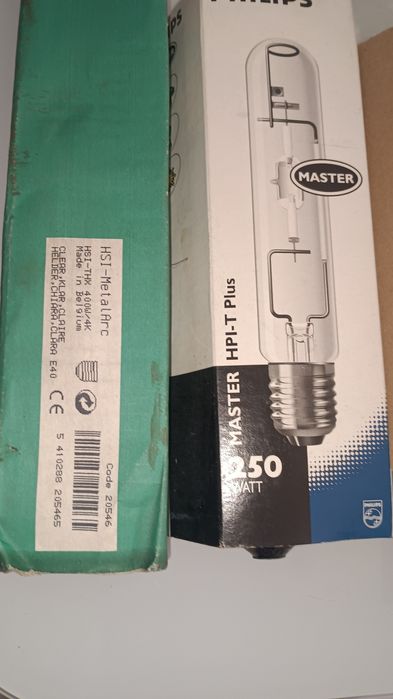 HSI-MetalArc
HSI-THX 400W/4K
Made in Belgium
CLEAR,KLAR,CLAIRE
HELDER,CHIARA,CLARA E40
CE
Code 20546
5 410288 205465
PHILIPS
MASTER
MASTER HPI-T Plus
250
WATT
PHILIPS